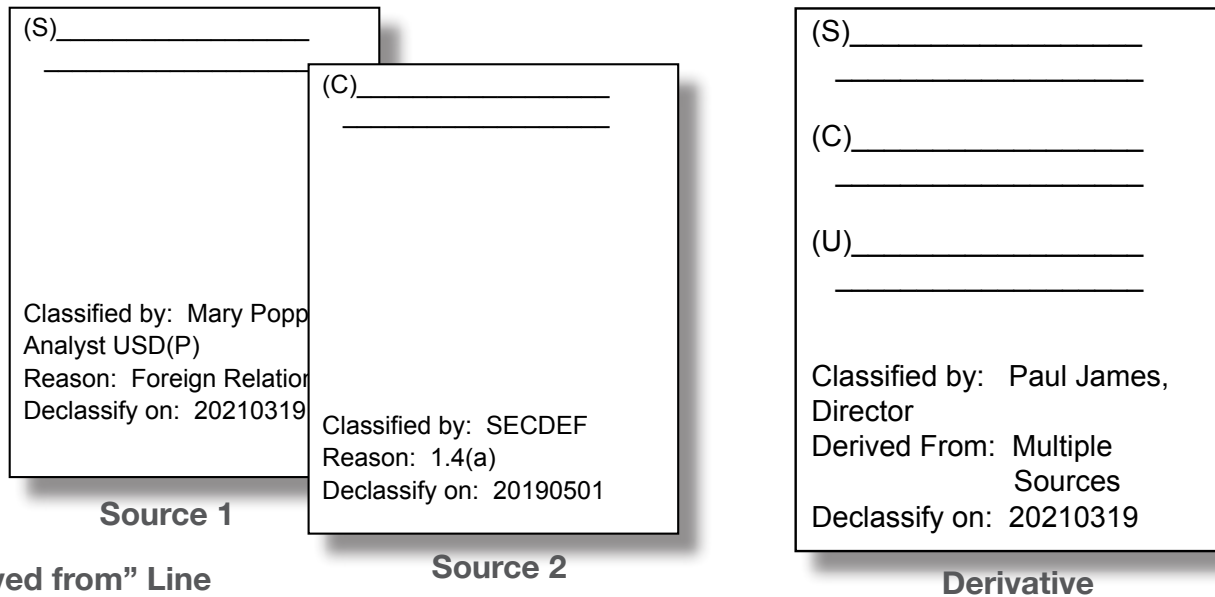 (S)
Classified by: Mary Popp
Analyst USD(P)
Reason: Foreign
Declassify on: 20210319
Source 1
(C)
Classified by: SECDEF
Reason: 1.4(a)
Declassify on: 20190501
Source 2
(S)
(C)
(U)
Classified by: Paul James,
Director
Derived From: Multiple
Sources
Declassify on: 20210319
Derivative
from” Line